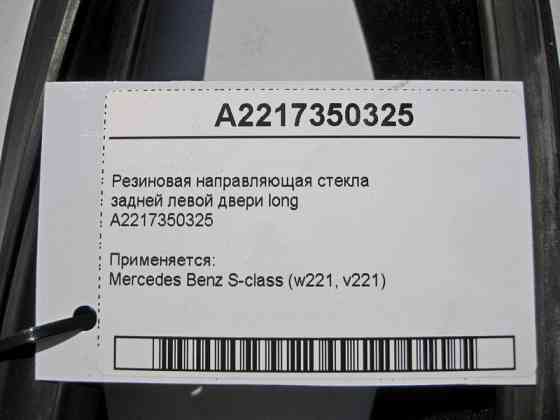 A2217350325
Резиновая направляющая стекла
задней левой двери long
A2217350325
Применяется:
Mercedes Benz S-class (w221, v221)